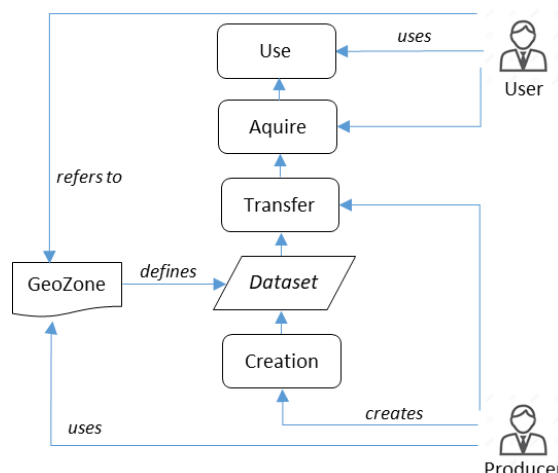 Use
uses
User
Aquire
refers to
Transfer
GeoZone
defines
Dataset
Creation
creates
uses
Producer